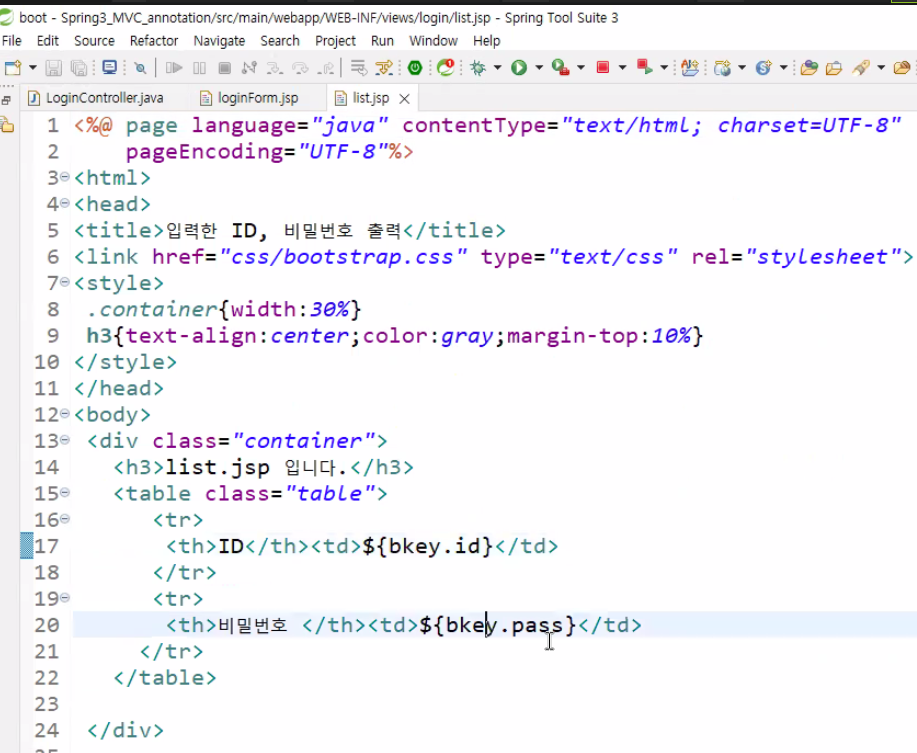 boot - Spring3_MVC_annotation/src/main/webapp/WEB-INF/views/login/list.jsp - Spring Tool Suite 3
File Edit Source Refactor Navigate Search Project Run Window Help
LoginController.java loginForm.jsp list.jsp
1 <%@ page language="java" contentType="text/html; charset=UTF-8"
2 pageEncoding="UTF-8"%>
3 <html>
4 <head>
5 <title>입력한 ID, 비밀번호 출력</title>
6 <link href="css/bootstrap.css" type="text/css" rel="stylesheet">
7 <style>
8 .container{width:30%}
9 h3{text-align:center;color:gray;margin-top:10%}
10 </style>
11 </head>
12 <body>
13 <div class="container">
14 <h3>list.jsp 입니다.</h3>
15 <table class="table">
16 <tr>
17 <th>ID</th><td>${bkey.id}</td>
18 </tr>
19 <tr>
20 <th>비밀번호 </th><td>${bkey.pass}</td>
21 </tr>
22 </table>
23
24 </div>